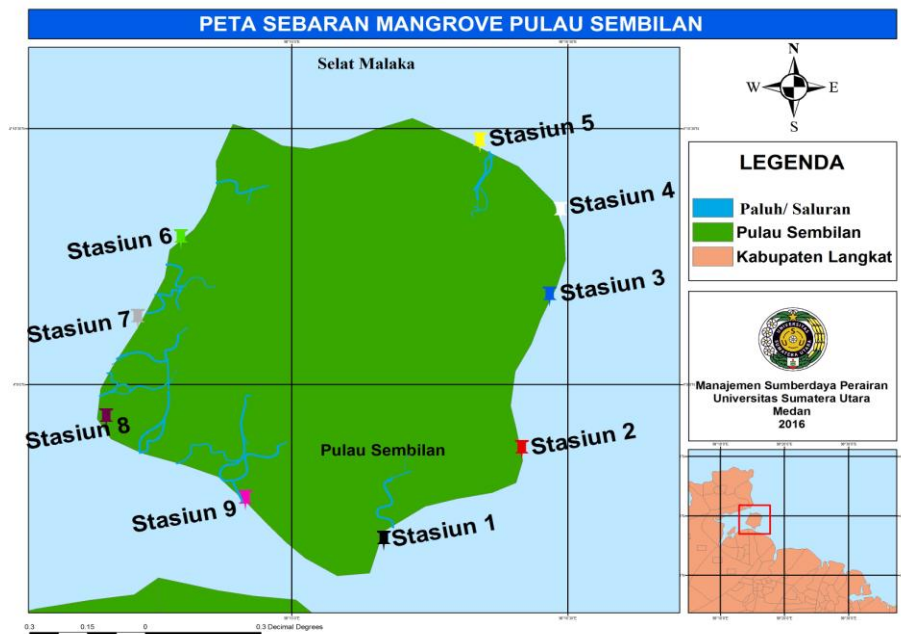 PETA SEBARAN MANGROVE PULAU SEMBILAN
Selat Malaka
Stasiun 5
Stasiun 4
Stasiun 6
Stasiun 3
Stasiun 7
Stasiun 8
Stasiun 2
Pulau Sembilan
Stasiun 9
Stasiun 1
0.3 0.15 0 0.3 Decimal Degrees
N
W E
S
LEGENDA
Paluh/ Saluran
Pulau Sembilan
Kabupaten Langkat
Manajemen Sumberdaya Perairan
Universitas Sumatera Utara
Medan
2016